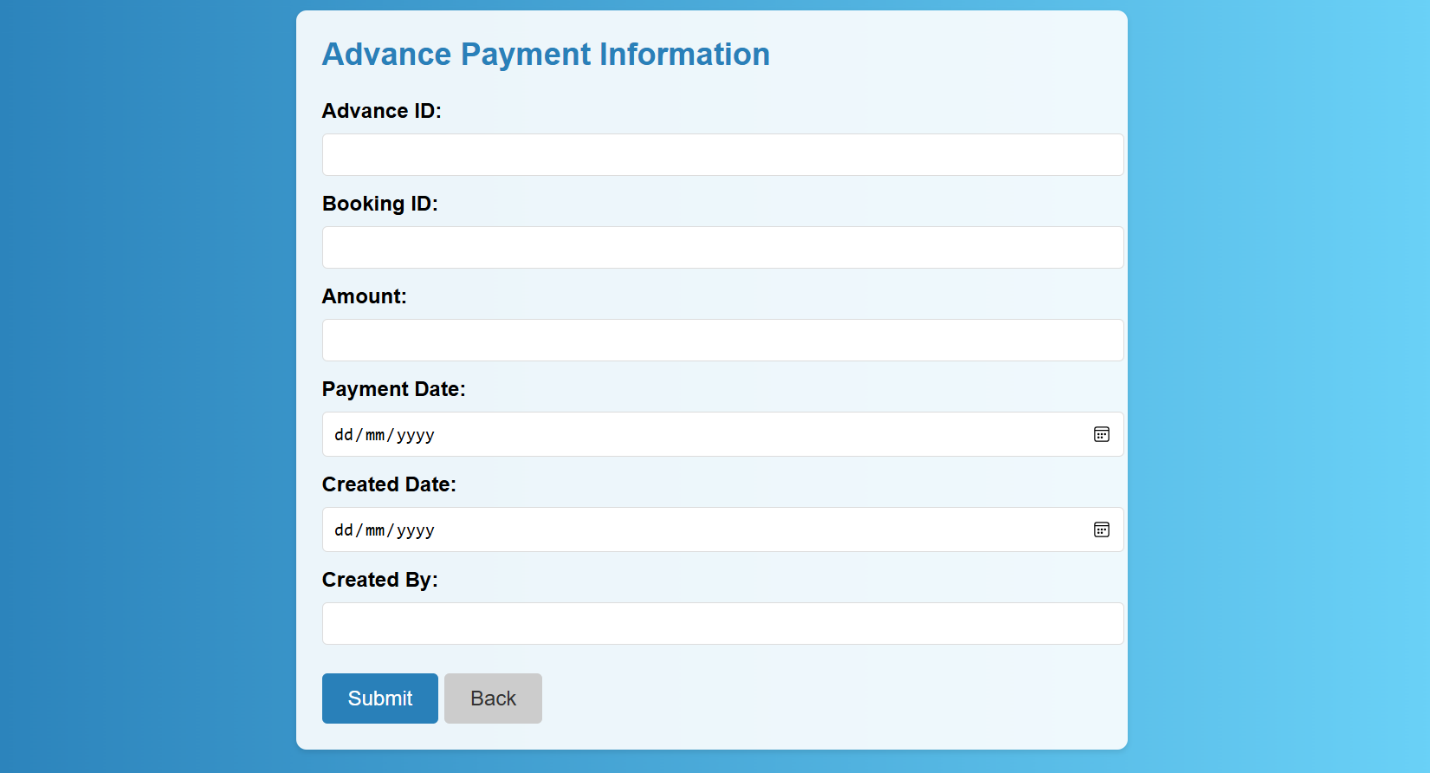 Advance Payment Information
Advance ID:
Booking ID:
Amount:
Payment Date:
dd/mm/yyyy
Created Date:
dd/mm/yyyy
Created By:
Submit Back